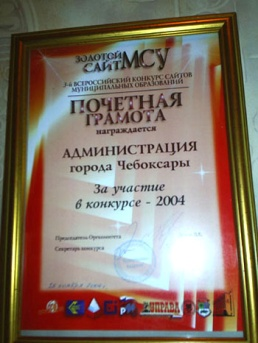 ЗОЛОТОЙ
САЙТ МСУ
3-й ВСЕРОССИЙСКИЙ КОНКУРС САЙТОВ
МУНИЦИПАЛЬНЫХ ОБРАЗОВАНИЙ
ПОЧЕТНАЯ
ГРАМОТА
награждается
АДМИНИСТРАЦИЯ
города Чебоксары
За участие
в конкурсе - 2004
Председатель Оргкомитета
Секретарь конкурса
УПРАВА